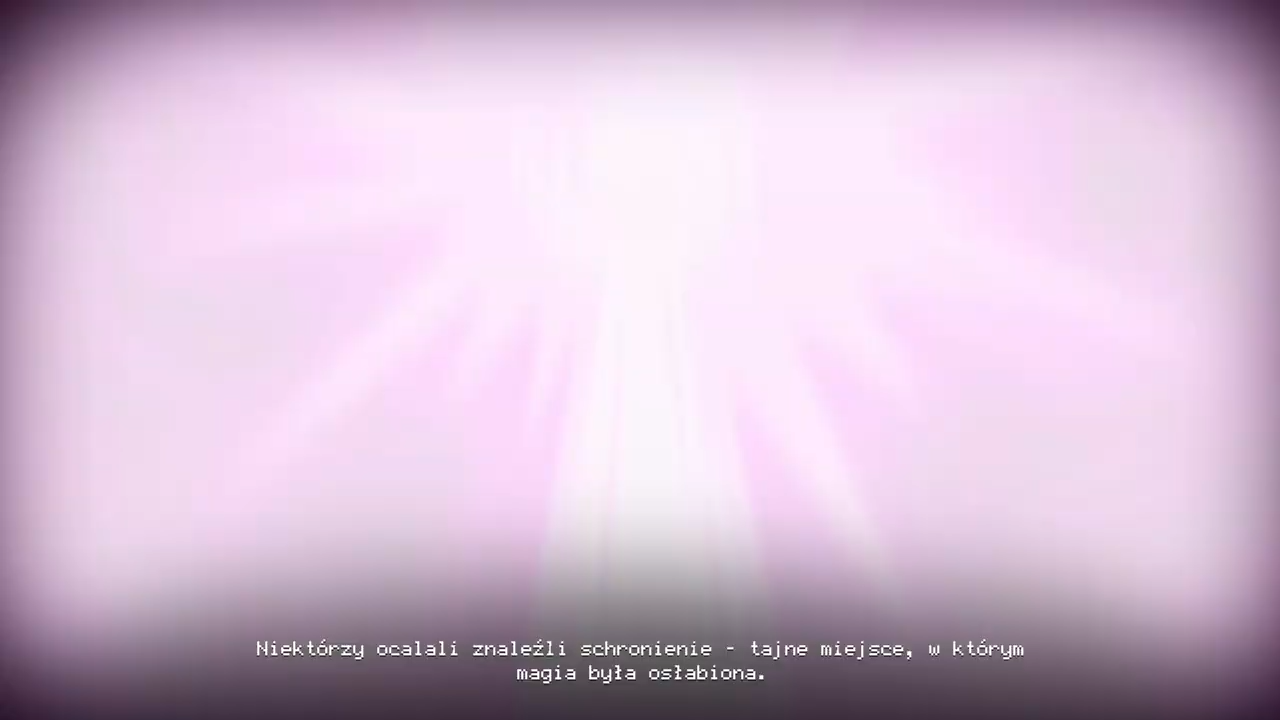 Niektórzy ocalali znaleźli schronienie - tajne miejsce, w którym
magia była osłabiona.